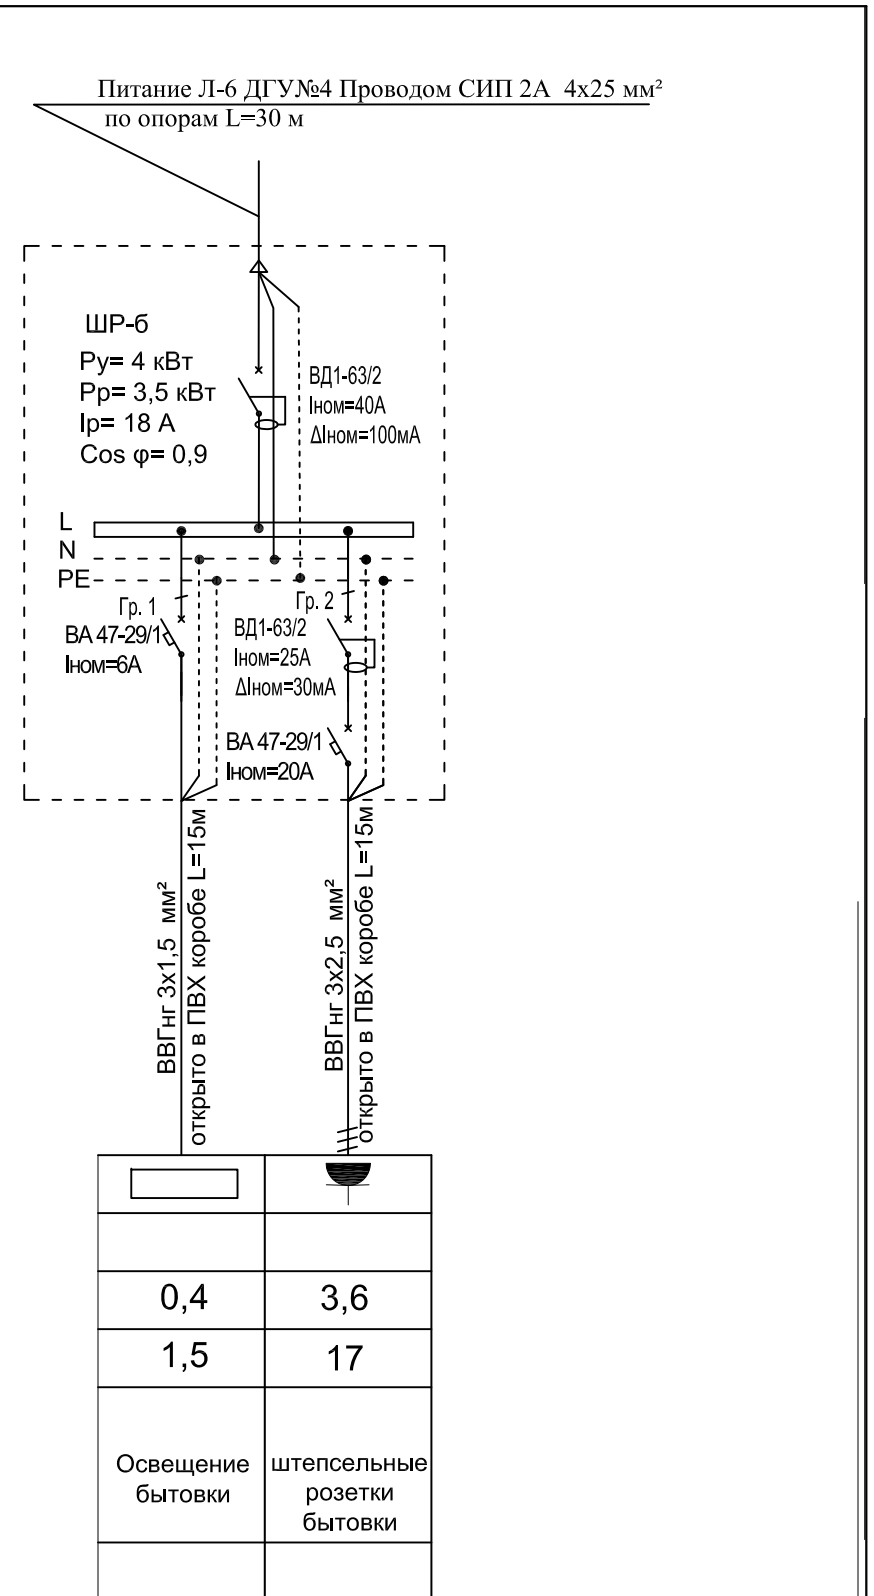 Питание Л-6 ДГУ№4 Проводом СИП 2А 4х25 мм²
по опорам L=30 м
ШР-б
Ру= 4 кВт
Рр= 3,5 кВт
Iр= 18 А
Cos φ= 0,9
ВД1-63/2
Iном=40А
ΔIном=100мА
L
N
PE
Гр. 1
ВА 47-29/1
Iном=6А
Гр. 2
ВД1-63/2
Iном=25А
ΔIном=30мА
ВА 47-29/1
Iном=20А
ВВГнг 3х1,5 мм²
открыто в ПВХ коробе L=15м
ВВГнг 3х2,5 мм²
открыто в ПВХ коробе L=15м
0,4
3,6
1,5
17
Освещение
бытовки
штепсельные
розетки
бытовки